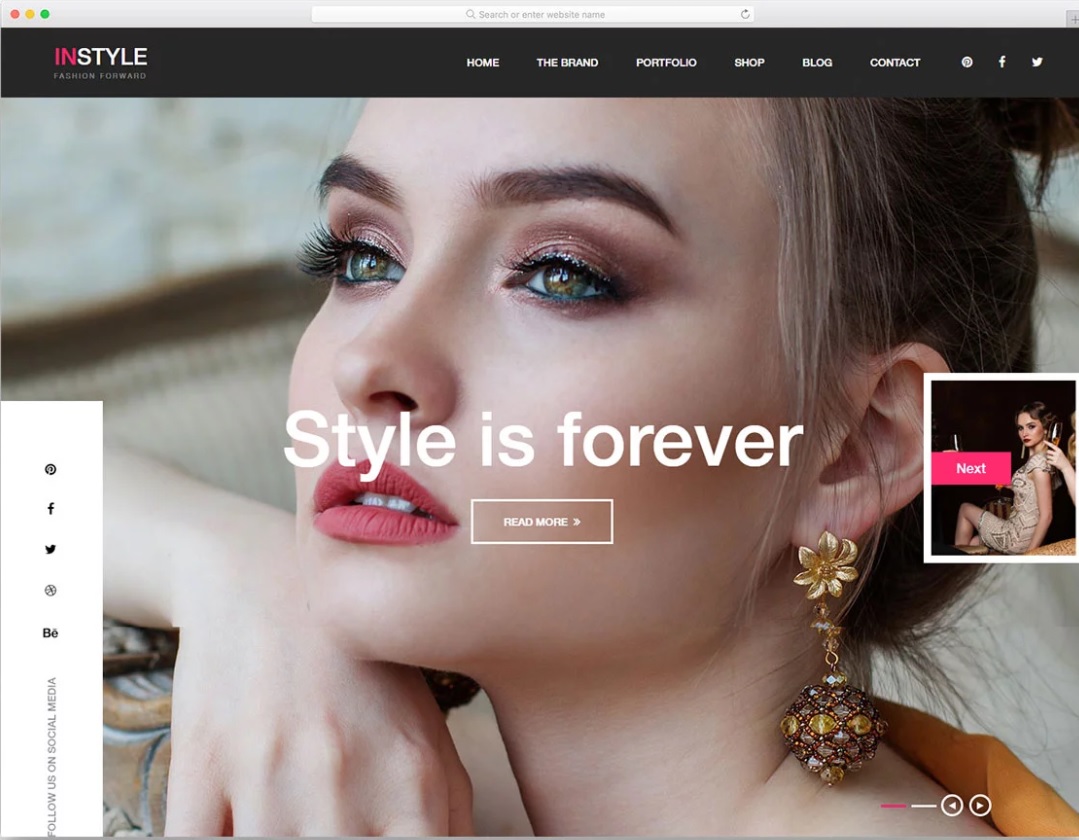 Search or enter website name
INSTYLE
FASHION FORWARD
HOME THE BRAND PORTFOLIO SHOP BLOG CONTACT
Style is forever
READ MORE »
Next
Bē
FOLLOW US ON SOCIAL MEDIA